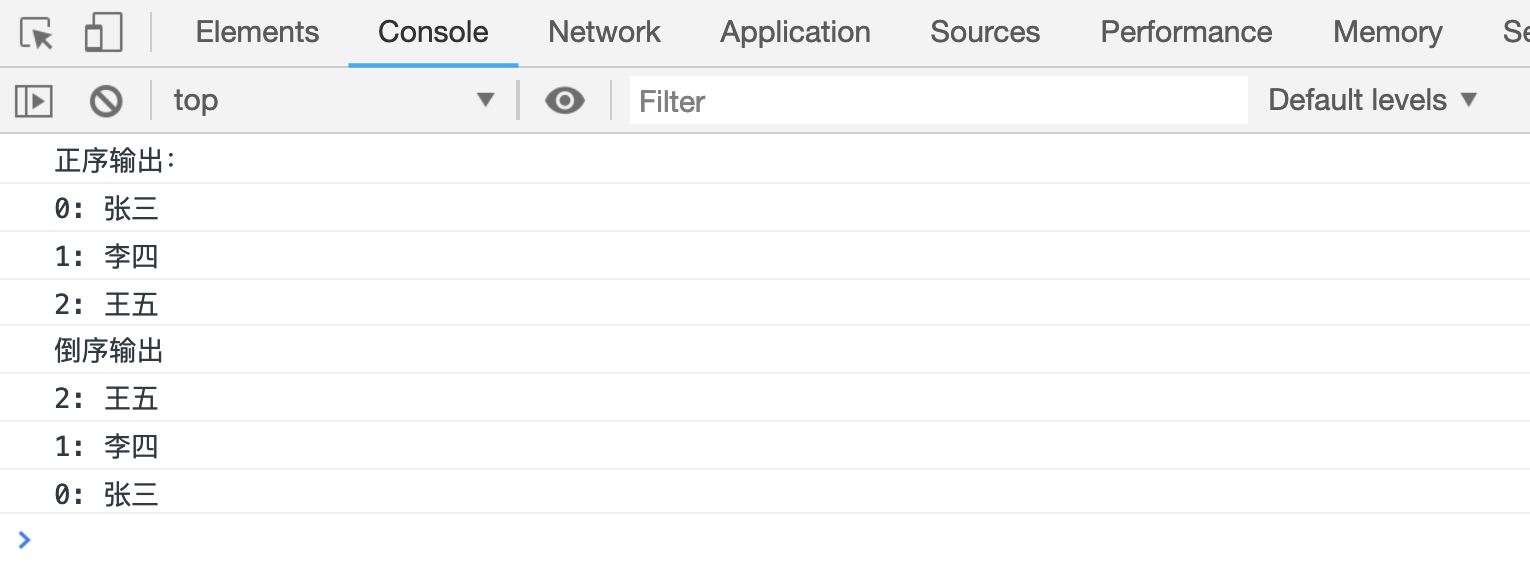 Elements Console Network Application Sources Performance Memory Se
top Filter Default levels
正序输出:
0: 张三
1: 李四
2: 王五
倒序输出
2: 王五
1: 李四
0: 张三